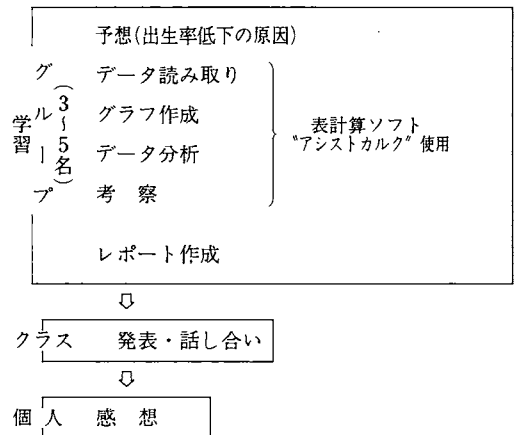 予想(出生率低下の原因)
グループ学習(3~5名)
データ読み取り
グラフ作成
データ分析
考 察
表計算ソフト
"アシストカルク"使用
レポート作成
⇩
クラス 発表・話し合い
⇩
個人 感 想